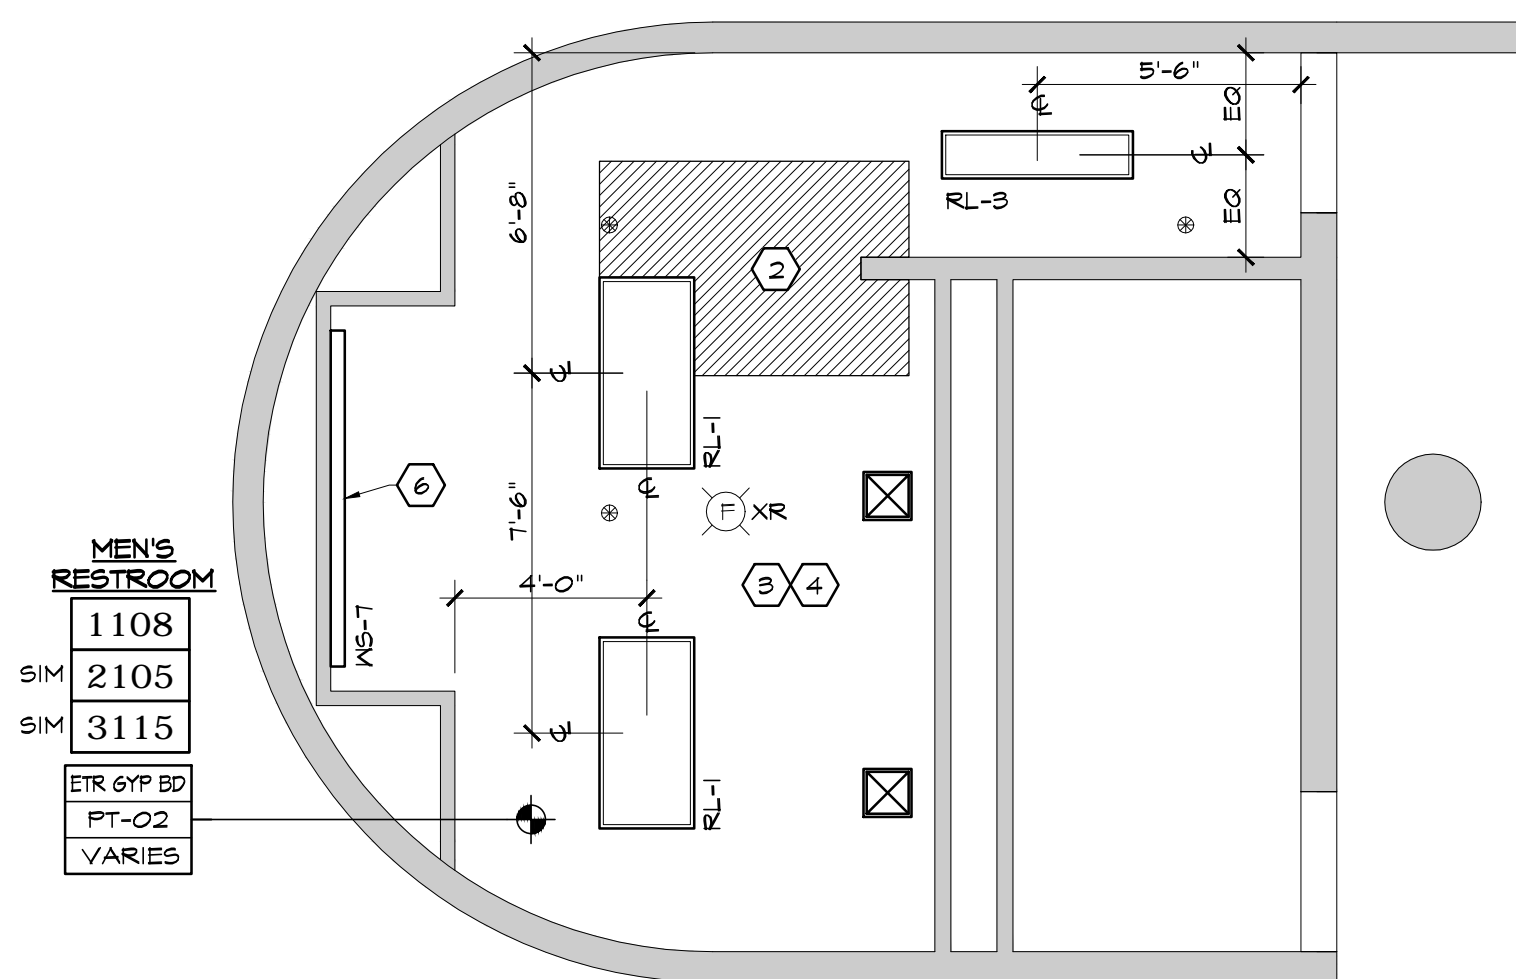 5'-6"
℄
EQ
℄
RL-3
EQ
6'-8"
2
℄
RL-1
℄
6
7'-6"
F XR
MEN'S
RESTROOM
4'-0"
3 4
1108
℄
WS-7
SIM 2105
SIM 3115
℄
ETR GYP BD
RL-1
PT-02
VARIES